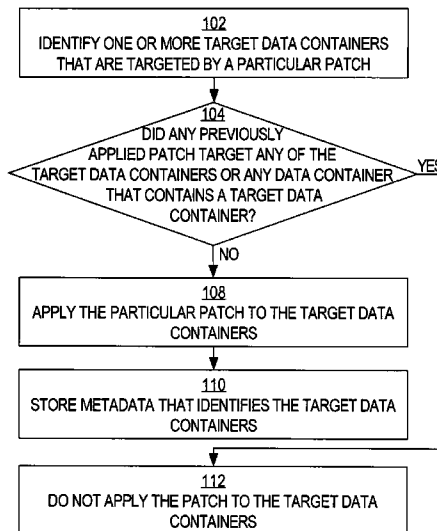 102
IDENTIFY ONE OR MORE TARGET DATA CONTAINERS
THAT ARE TARGETED BY A PARTICULAR PATCH
104
DID ANY PREVIOUSLY
APPLIED PATCH TARGET ANY OF THE
TARGET DATA CONTAINERS OR ANY DATA CONTAINER
THAT CONTAINS A TARGET DATA
CONTAINER?
YES
NO
108
APPLY THE PARTICULAR PATCH TO THE TARGET DATA
CONTAINERS
110
STORE METADATA THAT IDENTIFIES THE TARGET DATA
CONTAINERS
112
DO NOT APPLY THE PATCH TO THE TARGET DATA
CONTAINERS